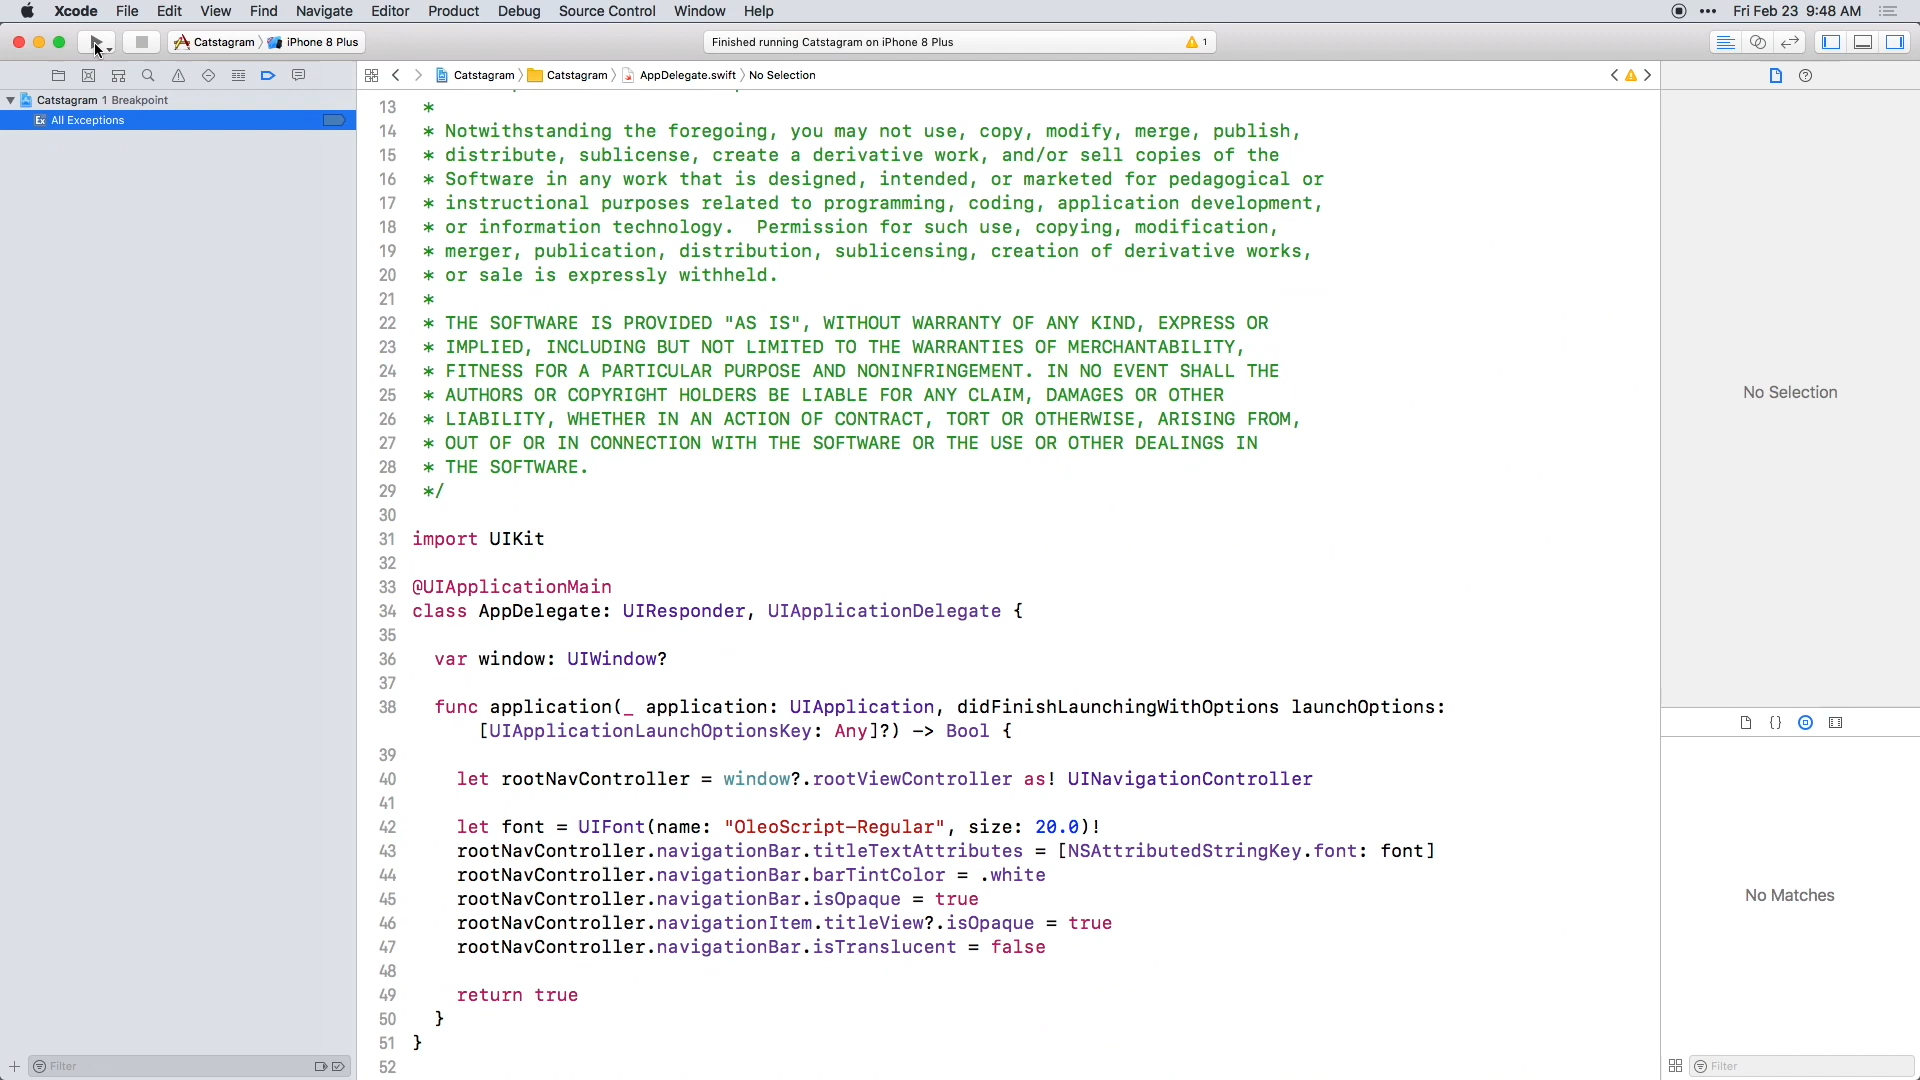 Xcode File Edit View Find Navigate Editor Product Debug Source Control Window Help Fri Feb 23 9:48 AM
Catstagram iPhone 8 Plus Finished running Catstagram on iPhone 8 Plus 1
Catstagram Catstagram AppDelegate.swift No Selection
Catstagram 1 Breakpoint
Ex All Exceptions
13 *
14 * Notwithstanding the foregoing, you may not use, copy, modify, merge, publish,
15 * distribute, sublicense, create a derivative work, and/or sell copies of the
16 * Software in any work that is designed, intended, or marketed for pedagogical or
17 * instructional purposes related to programming, coding, application development,
18 * or information technology.  Permission for such use, copying, modification,
19 * merger, publication, distribution, sublicensing, creation of derivative works,
20 * or sale is expressly withheld.
21 *
22 * THE SOFTWARE IS PROVIDED "AS IS", WITHOUT WARRANTY OF ANY KIND, EXPRESS OR
23 * IMPLIED, INCLUDING BUT NOT LIMITED TO THE WARRANTIES OF MERCHANTABILITY,
24 * FITNESS FOR A PARTICULAR PURPOSE AND NONINFRINGEMENT. IN NO EVENT SHALL THE
25 * AUTHORS OR COPYRIGHT HOLDERS BE LIABLE FOR ANY CLAIM, DAMAGES OR OTHER
26 * LIABILITY, WHETHER IN AN ACTION OF CONTRACT, TORT OR OTHERWISE, ARISING FROM,
27 * OUT OF OR IN CONNECTION WITH THE SOFTWARE OR THE USE OR OTHER DEALINGS IN
28 * THE SOFTWARE.
29 */
30
31 import UIKit
32
33 @UIApplicationMain
34 class AppDelegate: UIResponder, UIApplicationDelegate {
35
36 var window: UIWindow?
37
38 func application(_ application: UIApplication, didFinishLaunchingWithOptions launchOptions:
[UIApplicationLaunchOptionsKey: Any]?) -> Bool {
39
40 let rootNavController = window?.rootViewController as! UINavigationController
41
42 let font = UIFont(name: "OleoScript-Regular", size: 20.0)!
43 rootNavController.navigationBar.titleTextAttributes = [NSAttributedStringKey.font: font]
44 rootNavController.navigationBar.barTintColor = .white
45 rootNavController.navigationBar.isOpaque = true
46 rootNavController.navigationItem.titleView?.isOpaque = true
47 rootNavController.navigationBar.isTranslucent = false
48
49 return true
50 }
51 }
52
No Selection
{}
No Matches
Filter
Filter